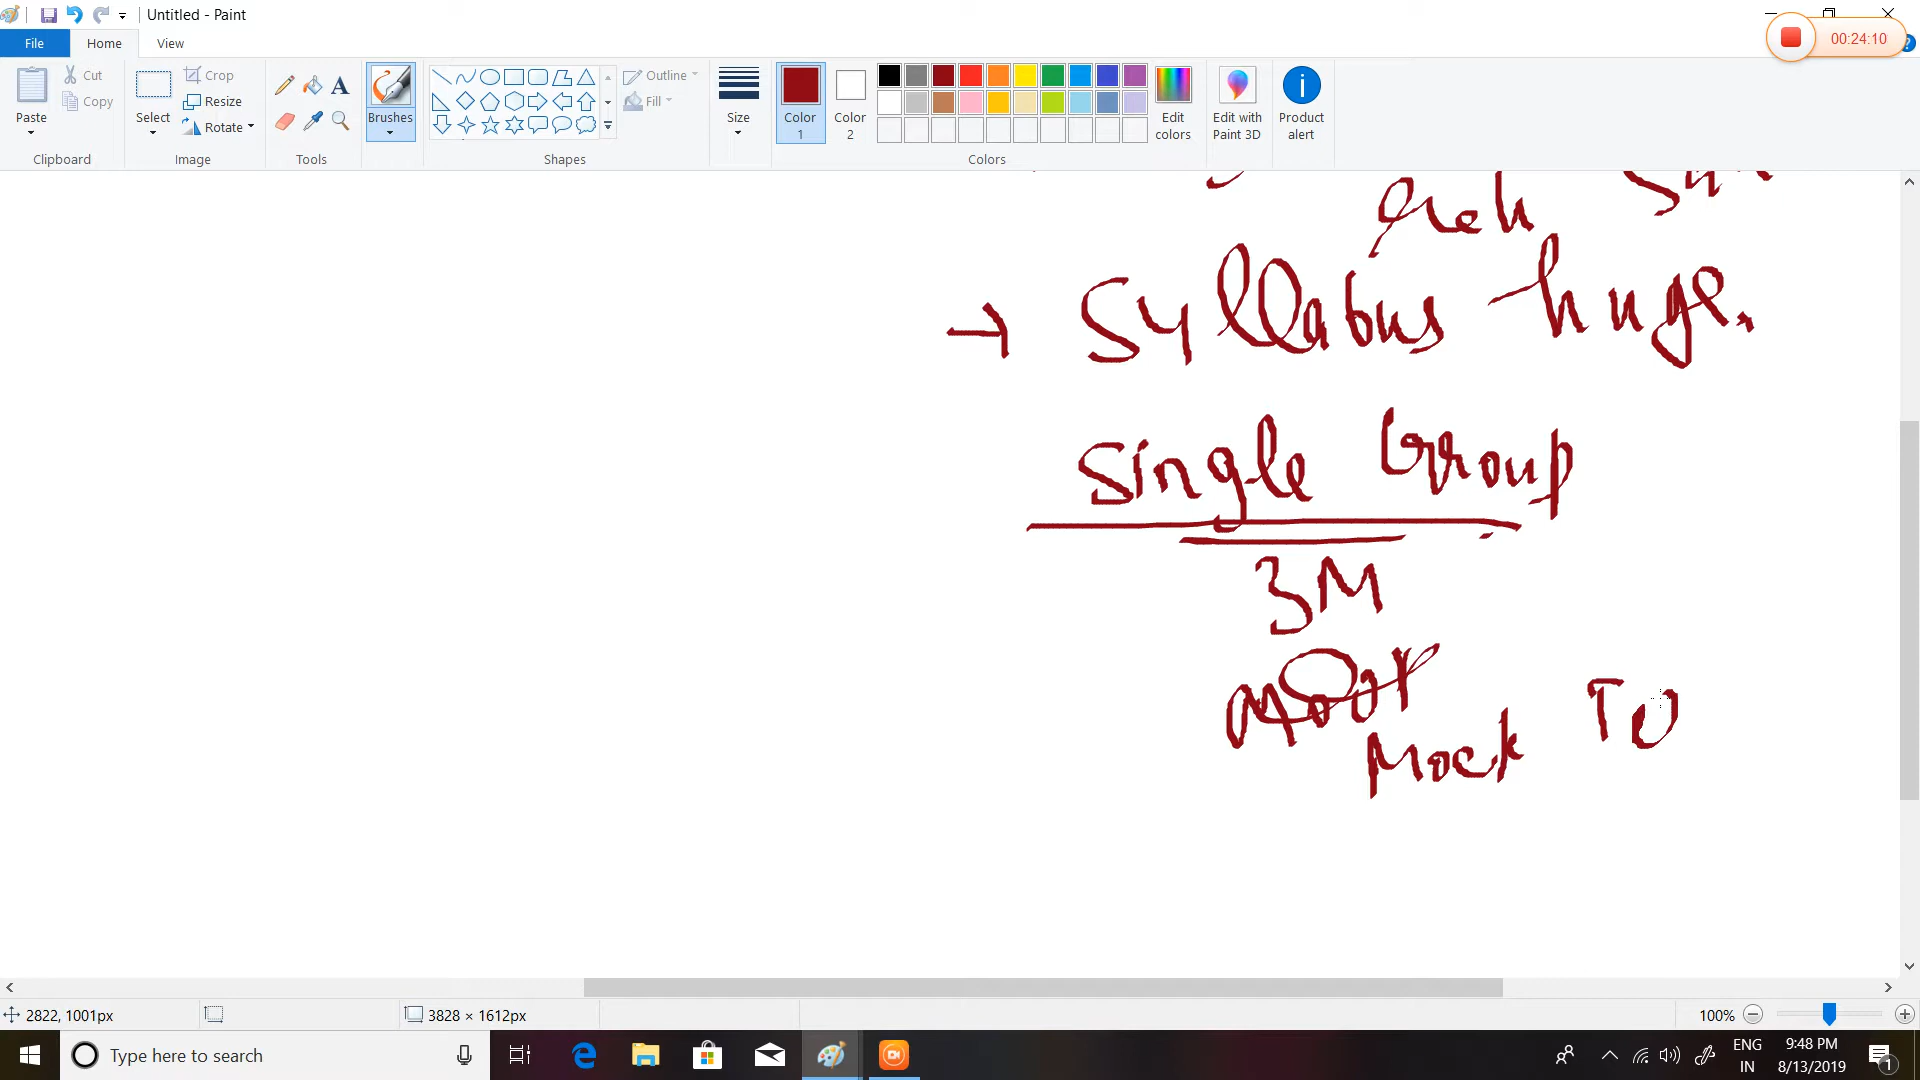 Untitled - Paint
00:24:10
File Home View
Cut
Copy
Paste
Clipboard
Select
Crop
Resize
Rotate
Image
Tools
Brushes
Outline
Fill
Shapes
Size
Color 1
Color 2
Colors
Edit colors
Edit with Paint 3D
Product alert
→ Syllabus huge.
Single Group
3M
Mock
2822, 1001px
3828 × 1612px
100%
Type here to search
ENG
IN
9:48 PM
8/13/2019
1